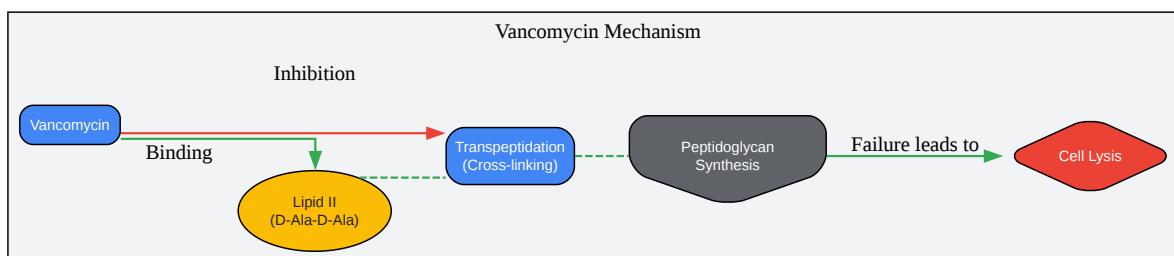 Vancomycin Mechanism
Inhibition
Vancomycin
Binding
Transpeptidation
(Cross-linking)
Peptidoglycan
Synthesis
Failure leads to
Cell Lysis
Lipid II
(D-Ala-D-Ala)